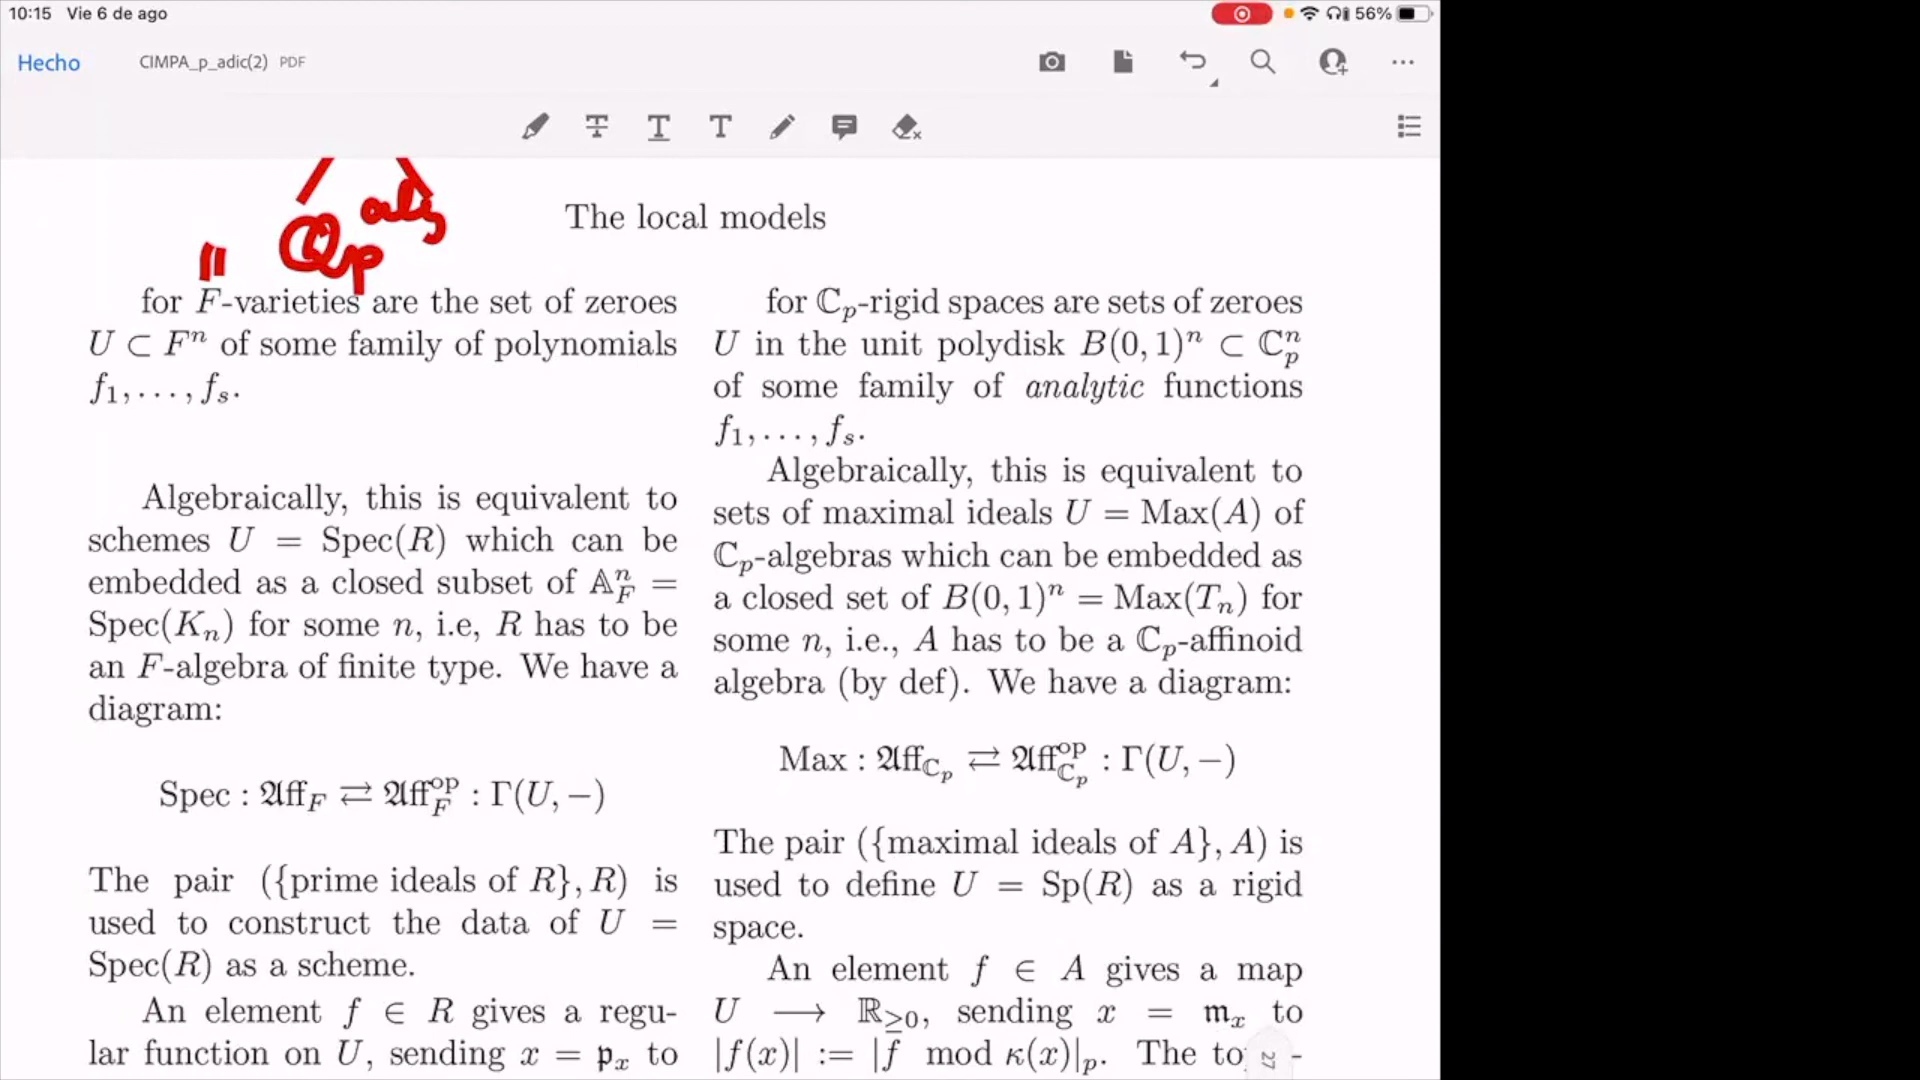 10:15 Vie 6 de ago
56%
Hecho
CIMPA_p_adic(2) PDF
ℚp alg
The local models
for F-varieties are the set of zeroes
U ⊂ Fⁿ of some family of polynomials
f₁, . . . , fₛ.
Algebraically, this is equivalent to
schemes U = Spec(R) which can be
embedded as a closed subset of 𝔸ⁿ_F =
Spec(Kₙ) for some n, i.e, R has to be
an F-algebra of finite type. We have a
diagram:
Spec : 𝔄ff_F ⇄ 𝔄ff_F^op : Γ(U, −)
The pair ({prime ideals of R}, R) is
used to construct the data of U =
Spec(R) as a scheme.
An element f ∈ R gives a regu-
lar function on U, sending x = 𝔭ₓ to
for ℂₚ-rigid spaces are sets of zeroes
U in the unit polydisk B(0, 1)ⁿ ⊂ ℂₚⁿ
of some family of analytic functions
f₁, . . . , fₛ.
Algebraically, this is equivalent to
sets of maximal ideals U = Max(A) of
ℂₚ-algebras which can be embedded as
a closed set of B(0, 1)ⁿ = Max(Tₙ) for
some n, i.e., A has to be a ℂₚ-affinoid
algebra (by def). We have a diagram:
Max : 𝔄ff_ℂₚ ⇄ 𝔄ff_ℂₚ^op : Γ(U, −)
The pair ({maximal ideals of A}, A) is
used to define U = Sp(R) as a rigid
space.
An element f ∈ A gives a map
U ⟶ ℝ≥0, sending x = 𝔪ₓ to
|f(x)| := |f̄ mod κ(x)|ₚ. The to
27